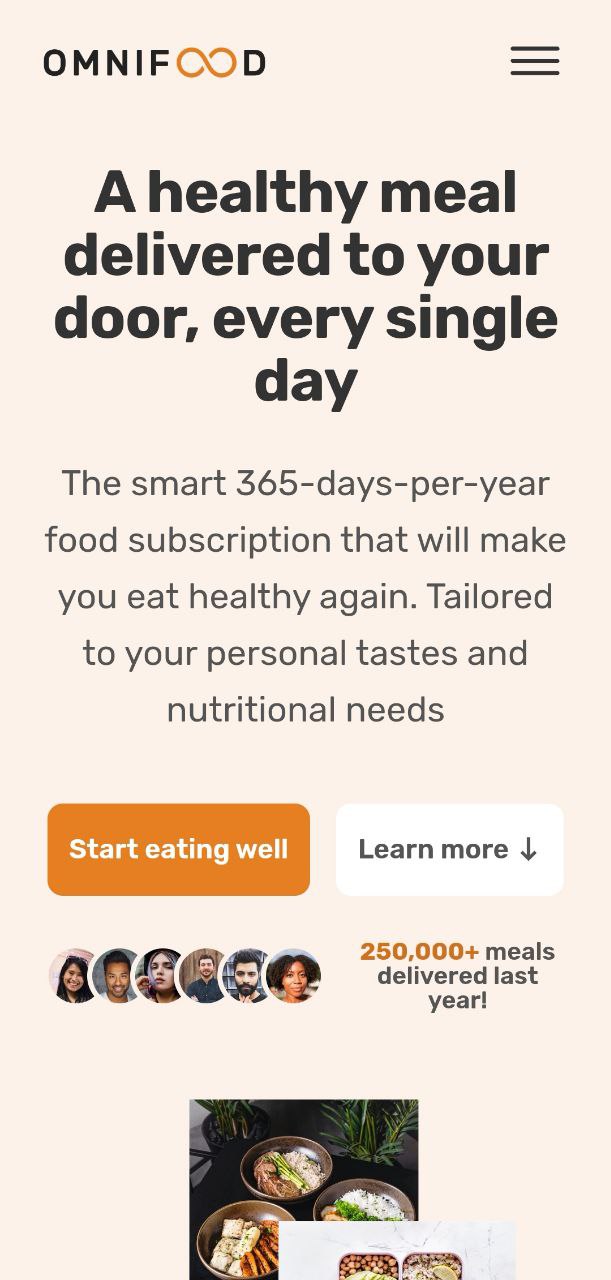 OMNIFOOD
A healthy meal
delivered to your
door, every single
day
The smart 365-days-per-year
food subscription that will make
you eat healthy again. Tailored
to your personal tastes and
nutritional needs
Start eating well
Learn more ↓
250,000+ meals
delivered last
year!